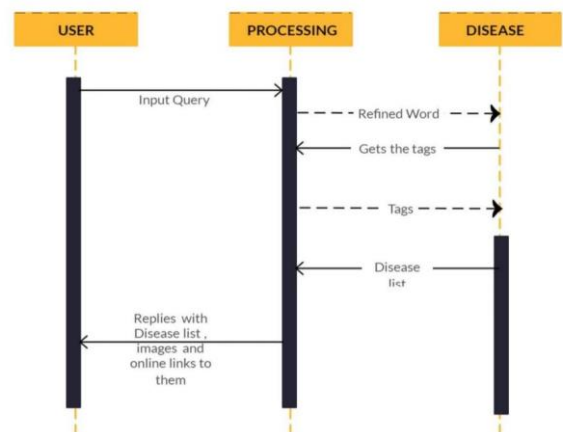 USER
PROCESSING
DISEASE
Input Query
Refined Word
Gets the tags
Tags
Disease
list
Replies with
Disease list ,
images and
online links to
them